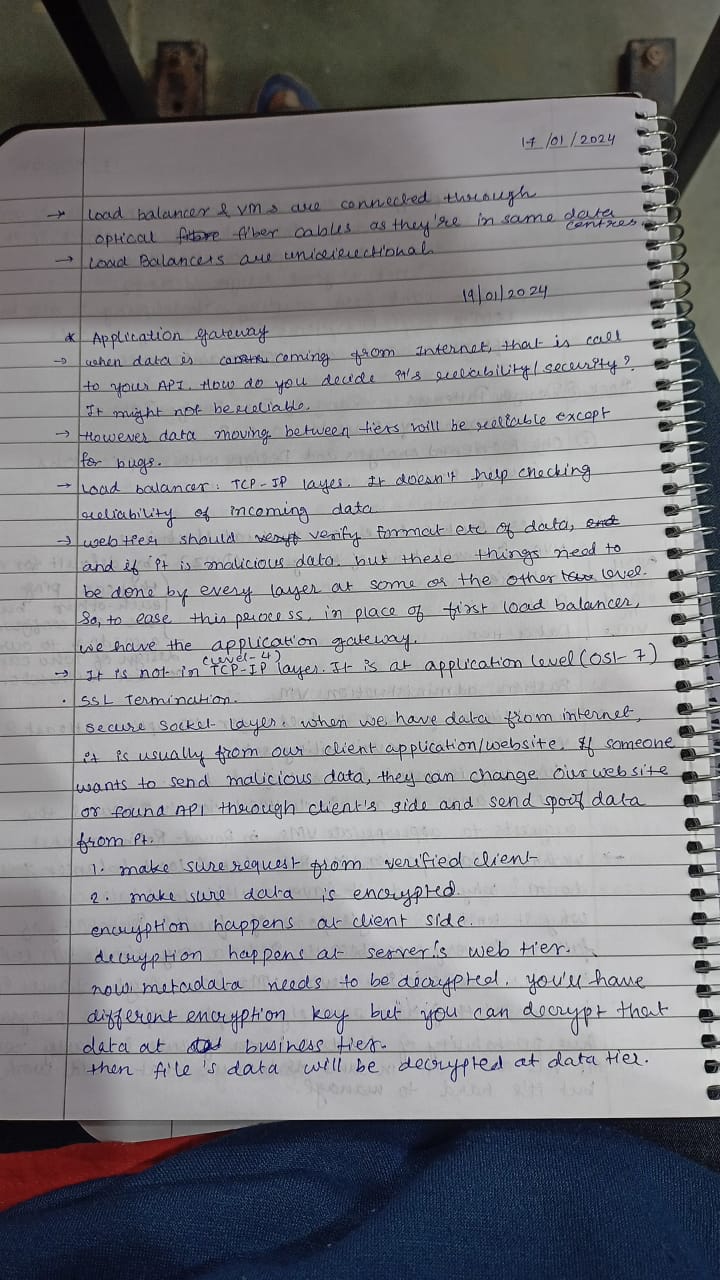 17/01/2024
→ Load balancer & VMs are connected through
optical fiber cables as they're in same data
centres.
→ Load Balancers are unidirectional.
19/01/2024
* Application gateway
→ when data is coming from Internet, that is call
to your API. How do you decide it's reliability/security?
It might not be reliable.
→ However data moving between tiers will be reliable except
for bugs.
→ Load balancer: TCP-IP layer. It doesn't help checking
reliability of incoming data
→ web tier should verify format etc of data,
and if it is malicious data. but these things need to
be done by every layer at some or the other level.
So, to ease this process, in place of first load balancer,
we have the application gateway.
(level-4)
→ It is not in TCP-IP layer. It is at application level (OSI-7)
• SSL Termination.
secure socket layer. when we have data from internet,
it is usually from our client application/website. If someone
wants to send malicious data, they can change our website
or found API through client's side and send spoof data
from it.
1. make sure request from verified client
2. make sure data is encrypted.
encryption happens at client side.
decryption happens at server's web tier.
now, metadata needs to be decrypted. you'll have
different encryption key but you can decrypt that
data at business tier.
then file's data will be decrypted at data tier.